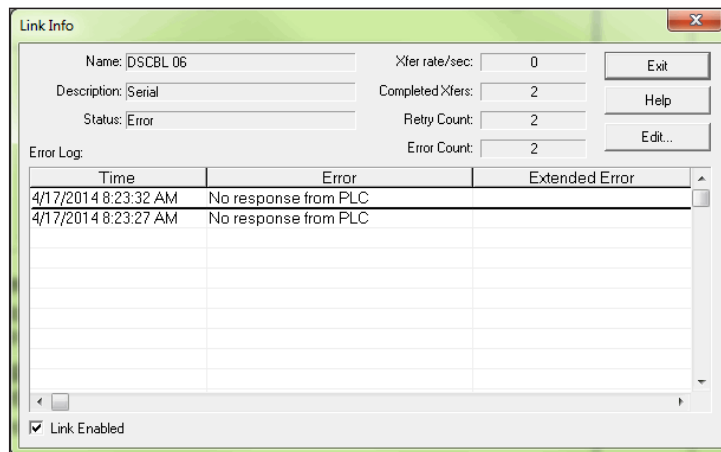 Link Info
Name: DSCBL 06
Description: Serial
Status: Error
Xfer rate/sec: 0
Completed Xfers: 2
Retry Count: 2
Error Count: 2
Exit
Help
Edit...
Error Log:
Time Error Extended Error
4/17/2014 8:23:32 AM No response from PLC
4/17/2014 8:23:27 AM No response from PLC
Link Enabled